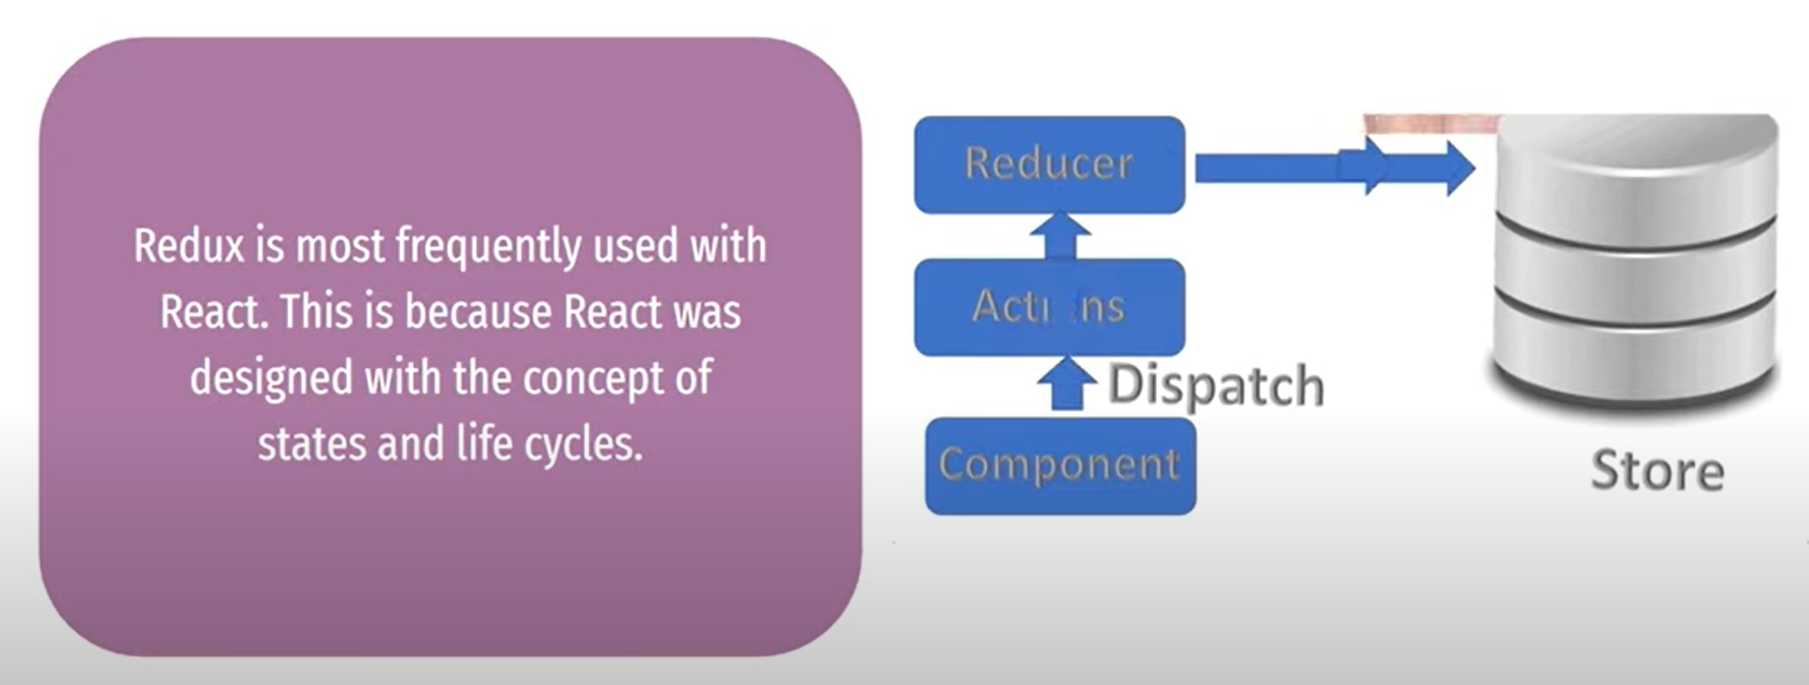 Redux is most frequently used with
React. This is because React was
designed with the concept of
states and life cycles.
Reducer
Actions
Dispatch
Component
Store